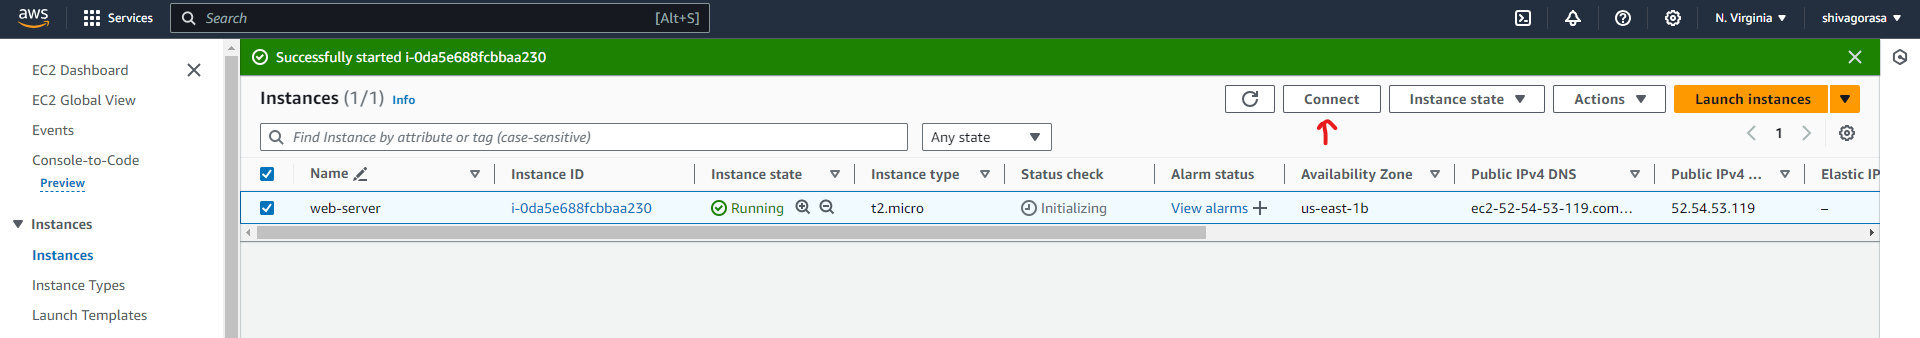 aws
Services
Search
[Alt+S]
N. Virginia
shivagorasa
EC2 Dashboard
EC2 Global View
Events
Console-to-Code
Preview
Instances
Instances
Instance Types
Launch Templates
Successfully started i-0da5e688fcbbaa230
Instances (1/1) Info
Connect
Instance state
Actions
Launch instances
Find Instance by attribute or tag (case-sensitive)
Any state
1
Name Instance ID Instance state Instance type Status check Alarm status Availability Zone Public IPv4 DNS Public IPv4 ... Elastic IP
web-server i-0da5e688fcbbaa230 Running t2.micro Initializing View alarms + us-east-1b ec2-52-54-53-119.com... 52.54.53.119 –